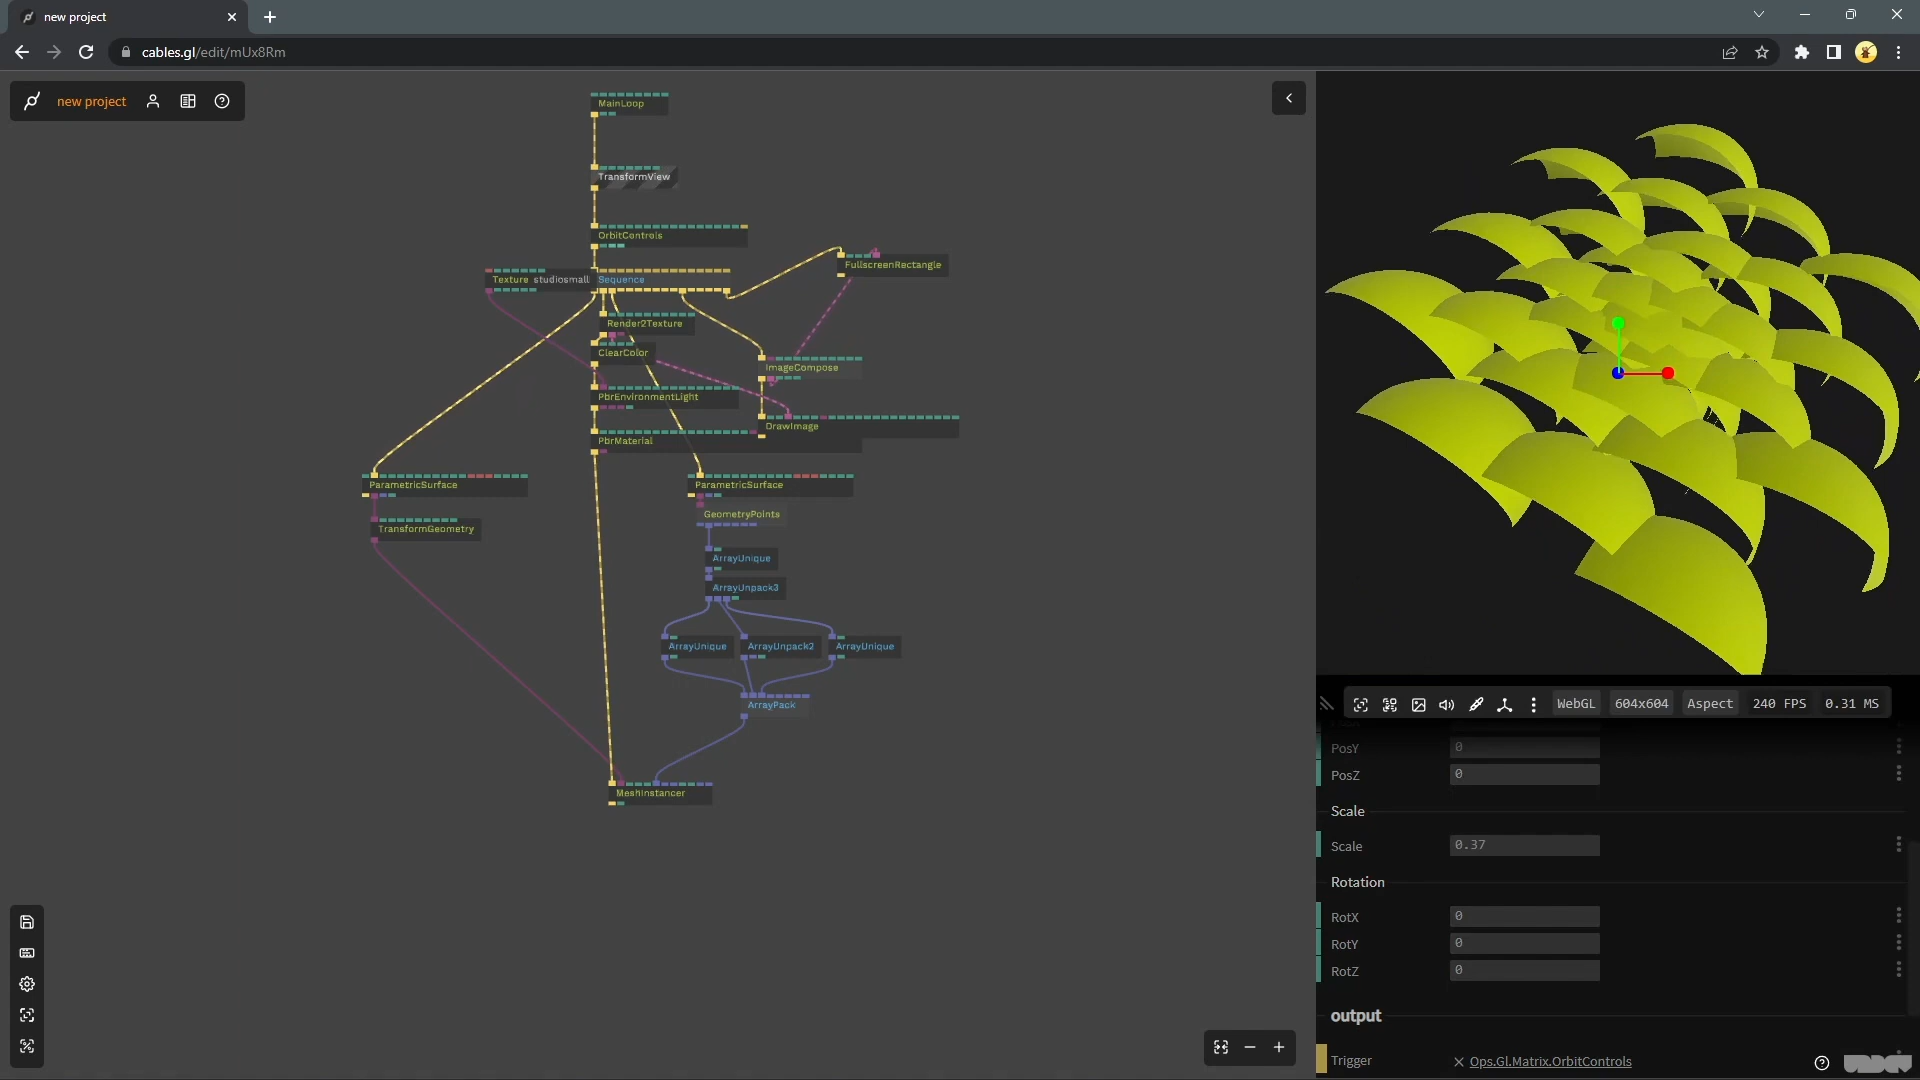 new project
cables.gl/edit/mUx8Rm
new project
MainLoop
TransformView
OrbitControls
Texture studiosmall
Sequence
FullscreenRectangle
Render2Texture
ClearColor
ImageCompose
PbrEnvironmentLight
DrawImage
PbrMaterial
ParametricSurface
ParametricSurface
GeometryPoints
TransformGeometry
ArrayUnique
ArrayUnpack3
ArrayUnique
ArrayUnpack2
ArrayUnique
ArrayPack
MeshInstancer
WebGL
604x604
Aspect
240 FPS
0.31 MS
PosY
0
PosZ
0
Scale
Scale
0.37
Rotation
RotX
0
RotY
0
RotZ
0
output
Trigger
Ops.Gl.Matrix.OrbitControls